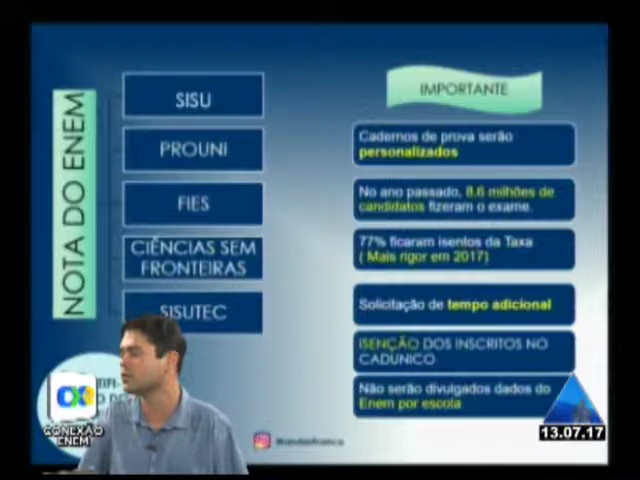 NOTA DO ENEM
SISU
PROUNI
FIES
CIÊNCIAS SEM
FRONTEIRAS
SISUTEC
IMPORTANTE
Cadernos de prova serão
personalizados
No ano passado, 8.6 milhões de
candidatos fizeram o exame.
77% ficaram isentos da Taxa
( Mais rigor em 2017)
Solicitação de tempo adicional
ISENÇÃO DOS INSCRITOS NO
CADÚNICO
Não serão divulgados dados do
Enem por escola
CONEXÃO
ENEM
13.07.17